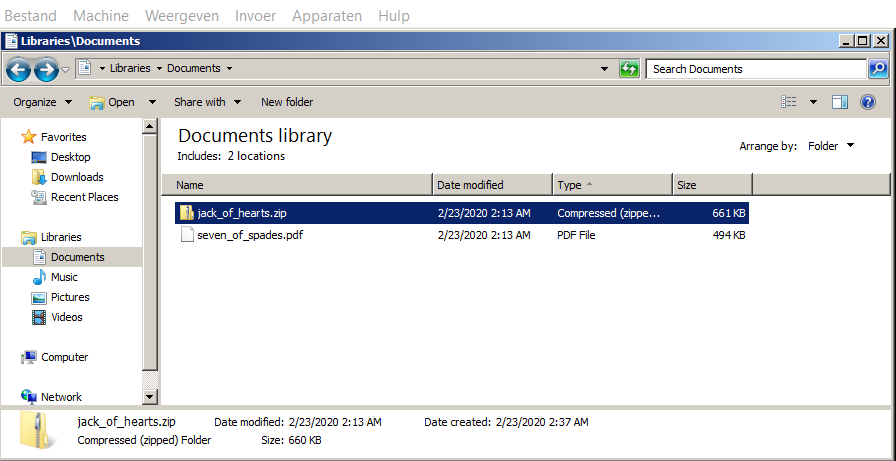 Bestand Machine Weergeven Invoer Apparaten Hulp
Libraries\Documents
Libraries Documents Search Documents
Organize Open Share with New folder
Favorites
Desktop
Downloads
Recent Places
Libraries
Documents
Music
Pictures
Videos
Computer
Network
Documents library
Includes: 2 locations
Arrange by: Folder
Name Date modified Type Size
jack_of_hearts.zip 2/23/2020 2:13 AM Compressed (zippe... 661 KB
seven_of_spades.pdf 2/23/2020 2:13 AM PDF File 494 KB
jack_of_hearts.zip Date modified: 2/23/2020 2:13 AM Date created: 2/23/2020 2:37 AM
Compressed (zipped) Folder Size: 660 KB